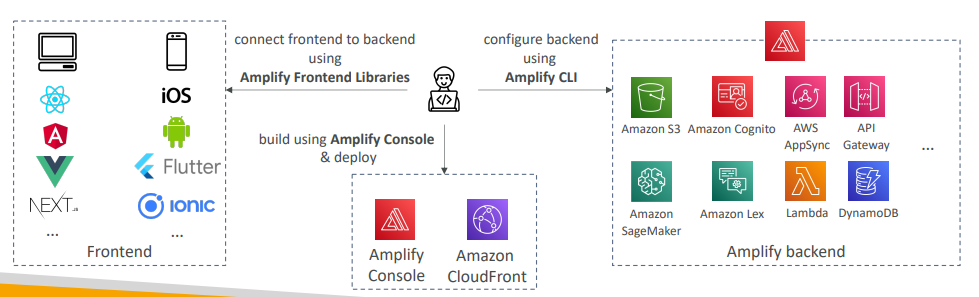 connect frontend to backend
using
Amplify Frontend Libraries
configure backend
using
Amplify CLI
iOS
build using Amplify Console
& deploy
Flutter
NEXT.JS
ionic
...
...
Frontend
Amplify
Console
Amazon
CloudFront
Amazon S3
Amazon Cognito
AWS
AppSync
API
Gateway
...
Amazon
SageMaker
Amazon Lex
Lambda
DynamoDB
Amplify backend